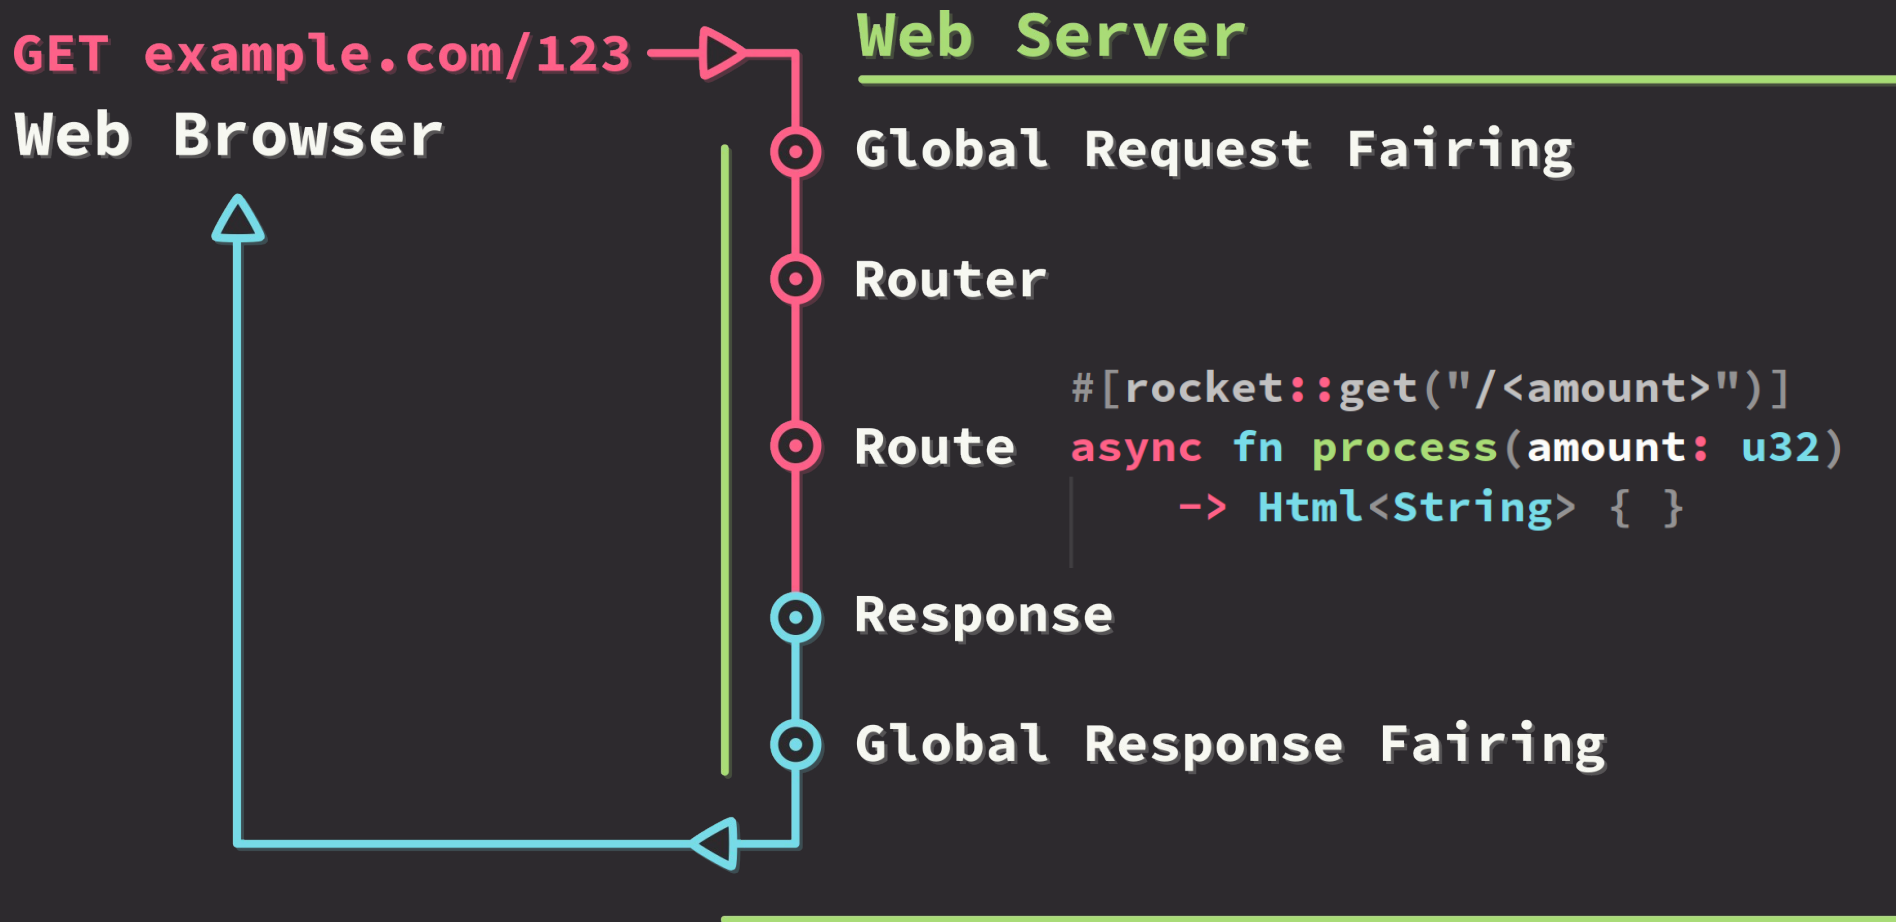 GET example.com/123
Web Browser
Web Server
Global Request Fairing
Router
Route
#[rocket::get("/<amount>")]
async fn process(amount: u32)
-> Html<String> { }
Response
Global Response Fairing